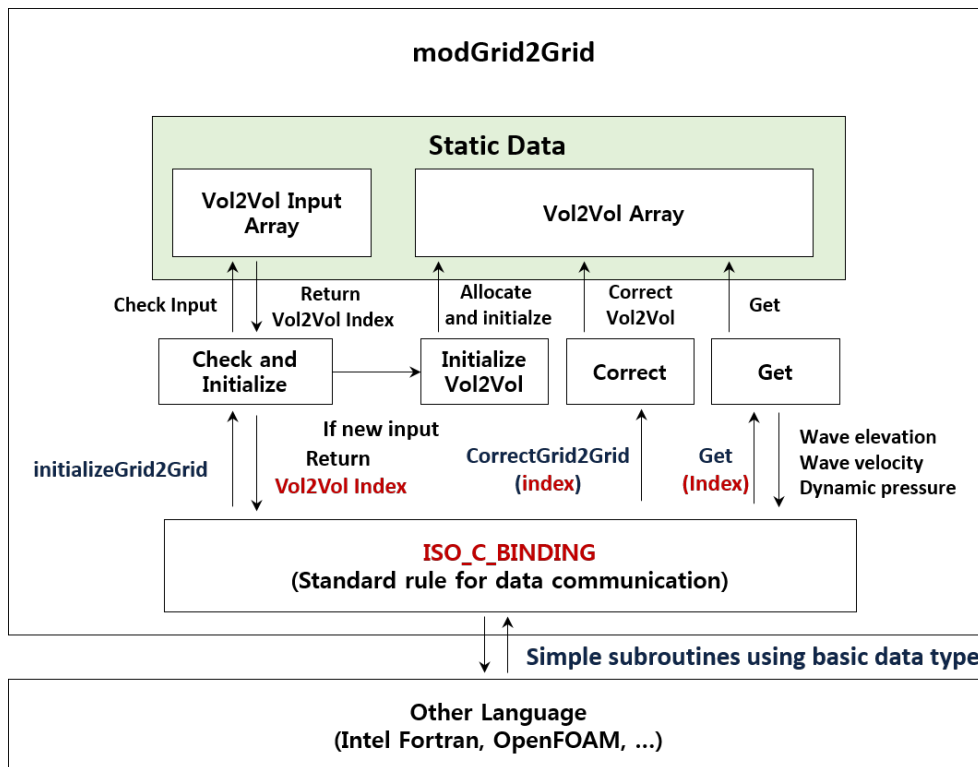 modGrid2Grid
Static Data
Vol2Vol Input
Array
Vol2Vol Array
Check Input
Return
Vol2Vol Index
Allocate
and initialze
Correct
Vol2Vol
Get
Check and
Initialize
Initialize
Vol2Vol
Correct
Get
initializeGrid2Grid
If new input
Return
Vol2Vol Index
CorrectGrid2Grid
(index)
Get
(Index)
Wave elevation
Wave velocity
Dynamic pressure
ISO_C_BINDING
(Standard rule for data communication)
Simple subroutines using basic data type
Other Language
(Intel Fortran, OpenFOAM, ...)